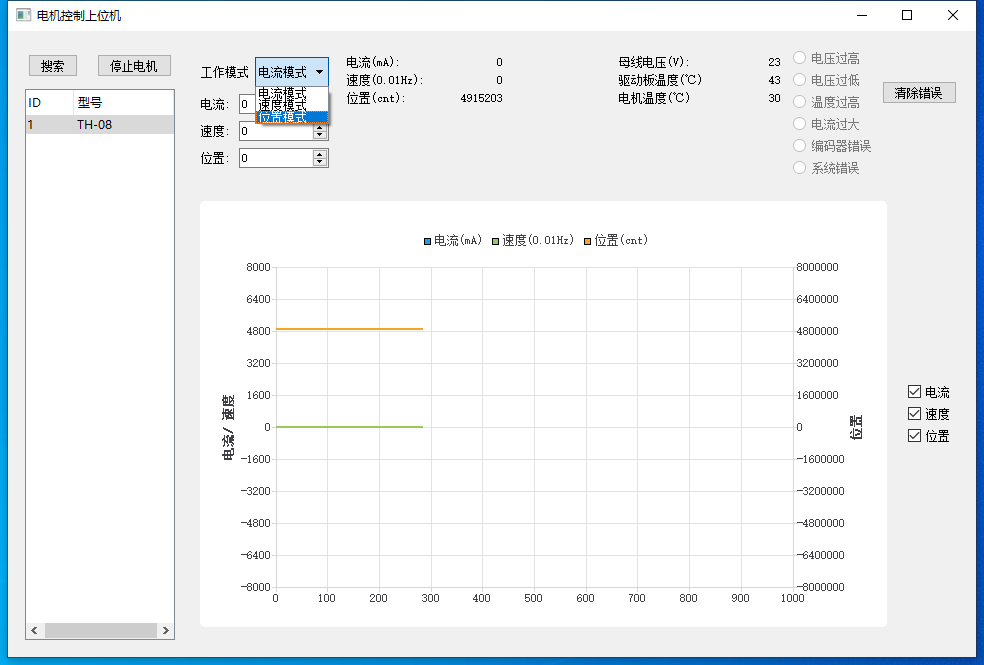 电机控制上位机
搜索
停止电机
ID 型号
1 TH-08
工作模式 电流模式
电流模式
速度模式
位置模式
电流: 0
速度: 0
位置: 0
电流(mA): 0
速度(0.01Hz): 0
位置(cnt): 4915203
母线电压(V): 23
驱动板温度(℃) 43
电机温度(℃) 30
电压过高
电压过低
温度过高
电流过大
编码器错误
系统错误
清除错误
电流(mA) 速度(0.01Hz) 位置(cnt)
8000 8000000
6400 6400000
4800 4800000
3200 3200000
1600 1600000
0 0
-1600 -1600000
-3200 -3200000
-4800 -4800000
-6400 -6400000
-8000 -8000000
0 100 200 300 400 500 600 700 800 900 1000
电流/ 速度
位置
电流
速度
位置